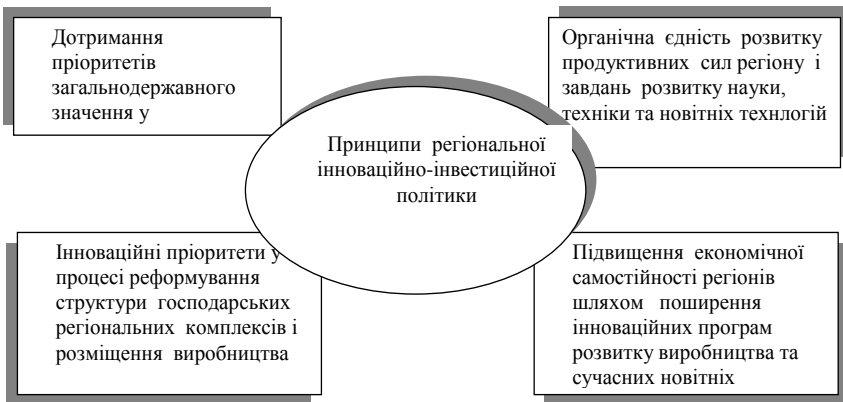 Дотримання
пріоритетів
загальнодержавного
значення у
Органічна єдність розвитку
продуктивних сил регіону і
завдань розвитку науки,
техніки та новітніх технлогій
Принципи регіональної
інноваційно-інвестиційної
політики
Інноваційні пріоритети у
процесі реформування
структури господарських
регіональних комплексів і
розміщення виробництва
Підвищення економічної
самостійності регіонів
шляхом поширення
інноваційних програм
розвитку виробництва та
сучасних новітніх